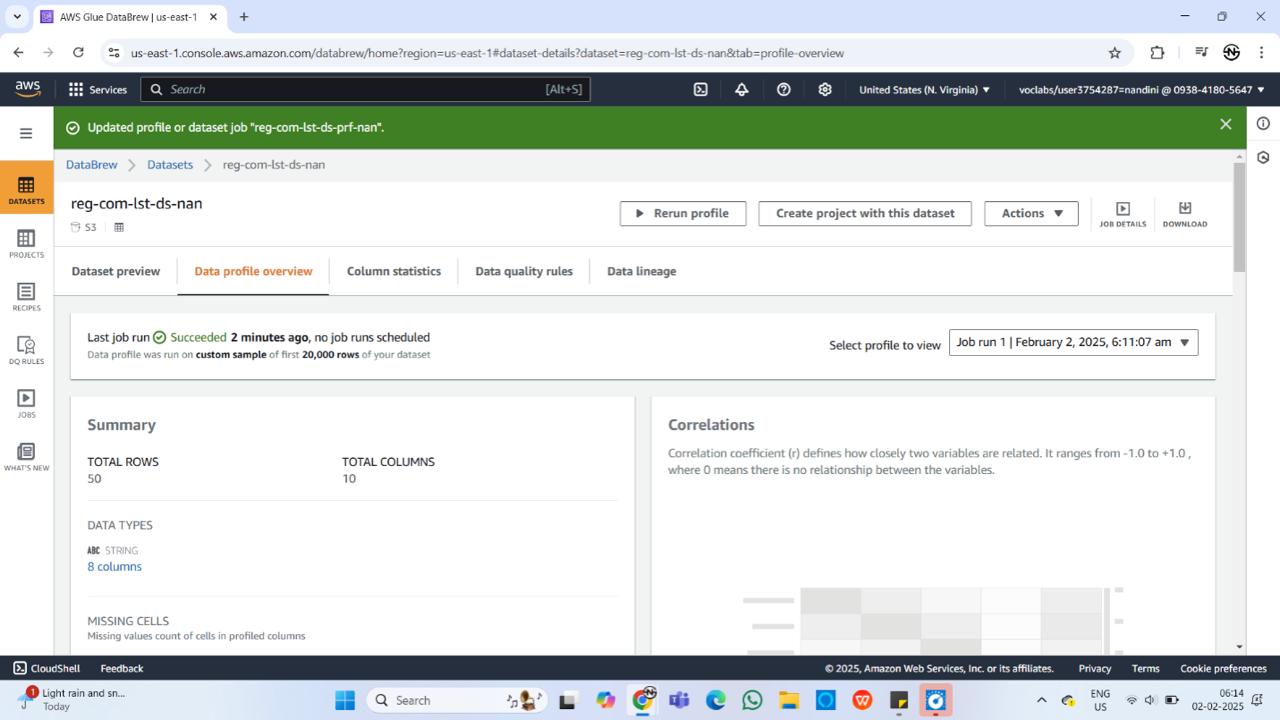 AWS Glue DataBrew | us-east-1
us-east-1.console.aws.amazon.com/databrew/home?region=us-east-1#dataset-details?dataset=reg-com-lst-ds-nan&tab=profile-overview
aws Services Search [Alt+S] United States (N. Virginia) voclabs/user3754287=nandini @ 0938-4180-5647
Updated profile or dataset job "reg-com-lst-ds-prf-nan".
DataBrew Datasets reg-com-lst-ds-nan
DATASETS
PROJECTS
RECIPES
DQ RULES
JOBS
WHAT'S NEW
reg-com-lst-ds-nan
S3
Rerun profile Create project with this dataset Actions JOB DETAILS DOWNLOAD
Dataset preview Data profile overview Column statistics Data quality rules Data lineage
Last job run Succeeded 2 minutes ago, no job runs scheduled
Data profile was run on custom sample of first 20,000 rows of your dataset
Select profile to view Job run 1 | February 2, 2025, 6:11:07 am
Summary
TOTAL ROWS TOTAL COLUMNS
50 10
DATA TYPES
ABC STRING
8 columns
MISSING CELLS
Missing values count of cells in profiled columns
Correlations
Correlation coefficient (r) defines how closely two variables are related. It ranges from -1.0 to +1.0 ,
where 0 means there is no relationship between the variables.
CloudShell Feedback © 2025, Amazon Web Services, Inc. or its affiliates. Privacy Terms Cookie preferences
1 Light rain and sn...
Today
Search
ENG
US
06:14
02-02-2025